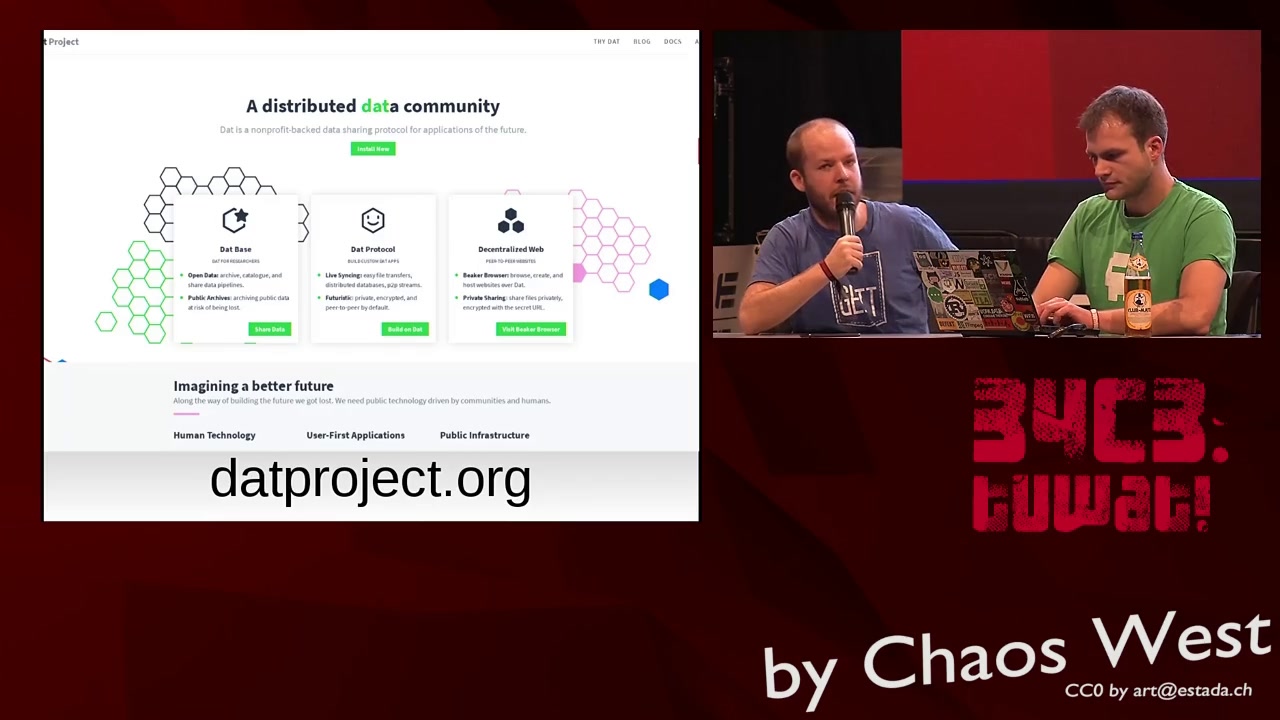 t Project
TRY DAT BLOG DOCS A
A distributed data community
Dat is a nonprofit-backed data sharing protocol for applications of the future.
Install Now
Dat Base
DAT FOR RESEARCHERS
Open Data: archive, catalogue, and
share data pipelines.
Public Archives: archiving public data
at risk of being lost.
Share Data
Dat Protocol
BUILD CUSTOM DAT APPS
Live Syncing: easy file transfers,
distributed databases, p2p streams.
Futuristic: private, encrypted, and
peer-to-peer by default.
Build on Dat
Decentralized Web
PEER-TO-PEER WEBSITES
Beaker Browser: browse, create, and
host websites over Dat.
Private Sharing: share files privately,
encrypted with the secret URL.
Visit Beaker Browser
Imagining a better future
Along the way of building the future we got lost. We need public technology driven by communities and humans.
Human Technology
User-First Applications
Public Infrastructure
datproject.org
GET
CLUB-MATE
34C3:
tuwat!
by Chaos West
CC0 by art@estada.ch